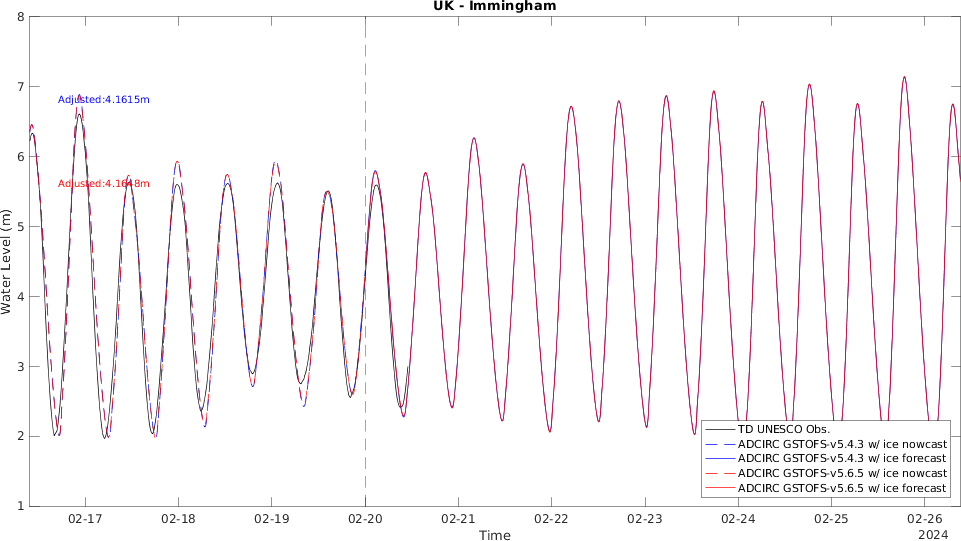 UK - Immingham
8
7
6
5
4
3
2
1
Water Level (m)
Adjusted:4.1615m
Adjusted:4.1648m
TD UNESCO Obs.
ADCIRC GSTOFS-v5.4.3 w/ ice nowcast
ADCIRC GSTOFS-v5.4.3 w/ ice forecast
ADCIRC GSTOFS-v5.6.5 w/ ice nowcast
ADCIRC GSTOFS-v5.6.5 w/ ice forecast
02-17 02-18 02-19 02-20 02-21 02-22 02-23 02-24 02-25 02-26
Time
2024